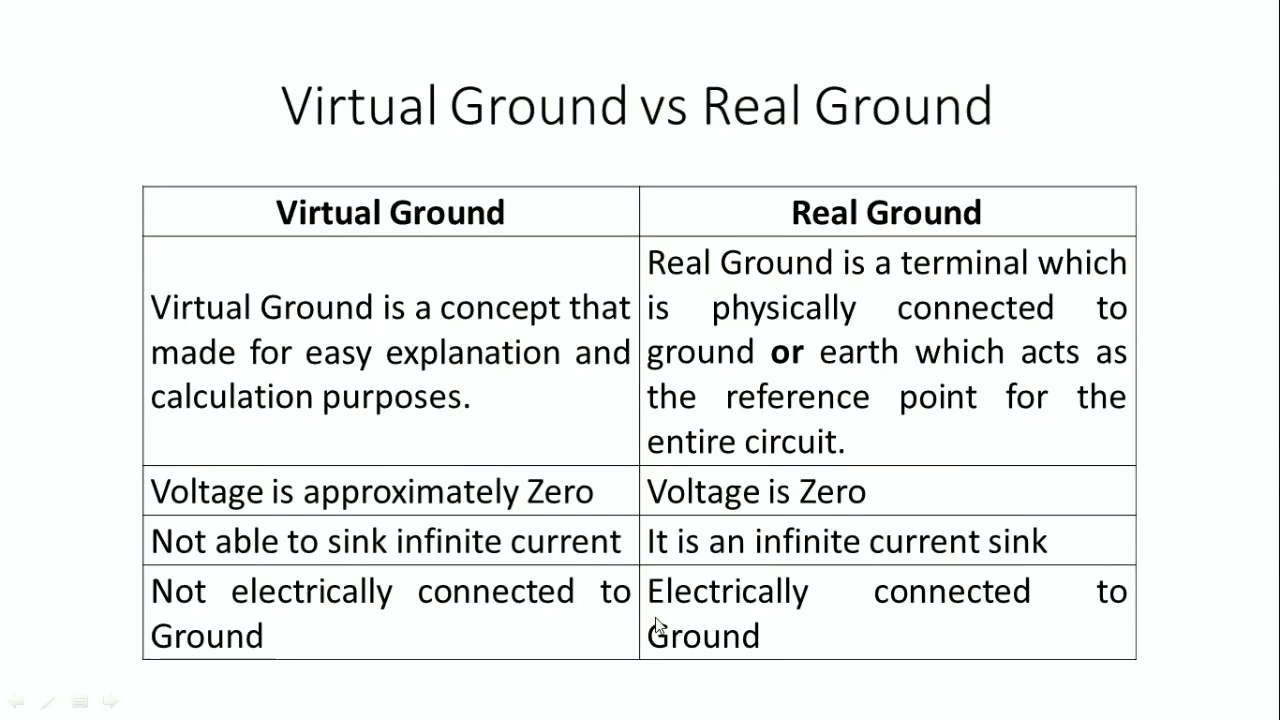 Virtual Ground vs Real Ground
Virtual Ground
Real Ground
Virtual Ground is a concept that
made for easy explanation and
calculation purposes.
Real Ground is a terminal which
is physically connected to
ground or earth which acts as
the reference point for the
entire circuit.
Voltage is approximately Zero
Voltage is Zero
Not able to sink infinite current
It is an infinite current sink
Not electrically connected to
Ground
Electrically connected to
Ground